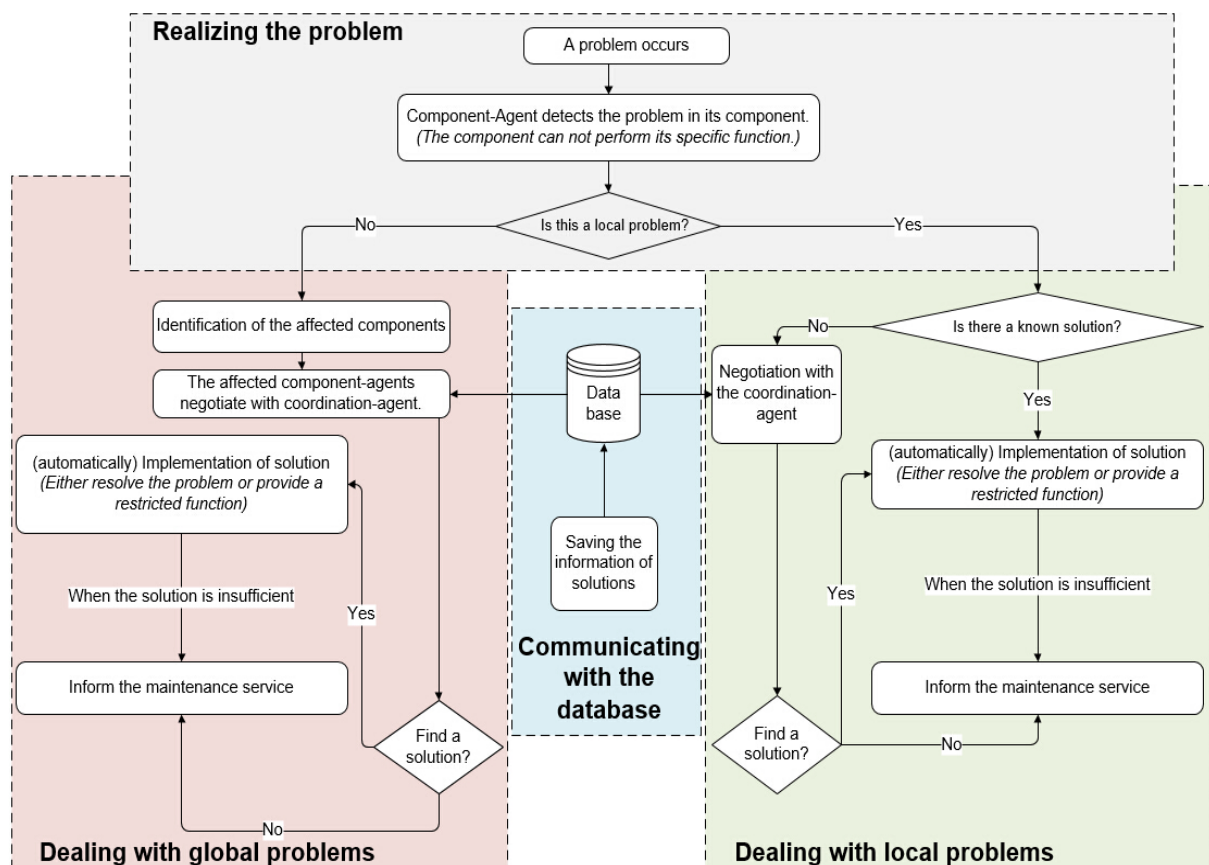 Realizing the problem
A problem occurs
Component-Agent detects the problem in its component.
(The component can not perform its specific function.)
Is this a local problem?
No
Yes
Identification of the affected components
The affected component-agents
negotiate with coordination-agent.
(automatically) Implementation of solution
(Either resolve the problem or provide a
restricted function)
When the solution is insufficient
Yes
Inform the maintenance service
Find a
solution?
No
Dealing with global problems
Data
base
Saving the
information of
solutions
Communicating
with the
database
Is there a known solution?
No
Negotiation with
the coordination-
agent
Yes
(automatically) Implementation of solution
(Either resolve the problem or provide a
restricted function)
When the solution is insufficient
Yes
Inform the maintenance service
Find a
solution?
No
Dealing with local problems